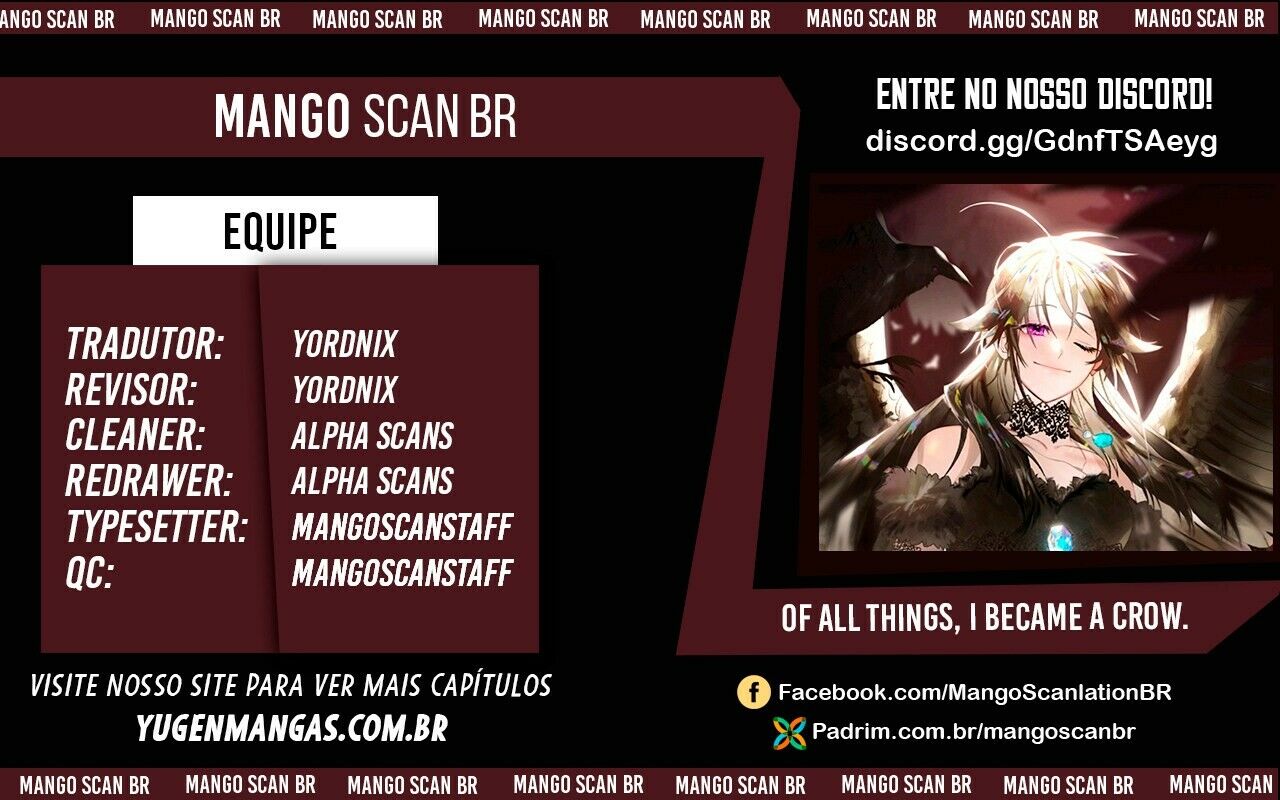 ANGO SCAN BR MANGO SCAN BR MANGO SCAN BR MANGO SCAN BR MANGO SCAN BR MANGO SCAN BR MANGO SCAN BR MANGO SCAN BR
MANGO SCAN BR
EQUIPE
TRADUTOR: YORDNIX
REVISOR: YORDNIX
CLEANER: ALPHA SCANS
REDRAWER: ALPHA SCANS
TYPESETTER: MANGOSCANSTAFF
QC: MANGOSCANSTAFF
VISITE NOSSO SITE PARA VER MAIS CAPÍTULOS
YUGENMANGAS.COM.BR
ENTRE NO NOSSO DISCORD!
discord.gg/GdnfTSAeyg
OF ALL THINGS, I BECAME A CROW.
Facebook.com/MangoScanlationBR
Padrim.com.br/mangoscanbr
MANGO SCAN BR MANGO SCAN BR MANGO SCAN BR MANGO SCAN BR MANGO SCAN BR MANGO SCAN BR MANGO SCAN BR MANGO SCAN